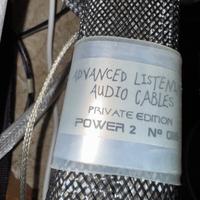 ADVANCED LISTENING
AUDIO CABLES
PRIVATE EDITION
POWER 2 Nº